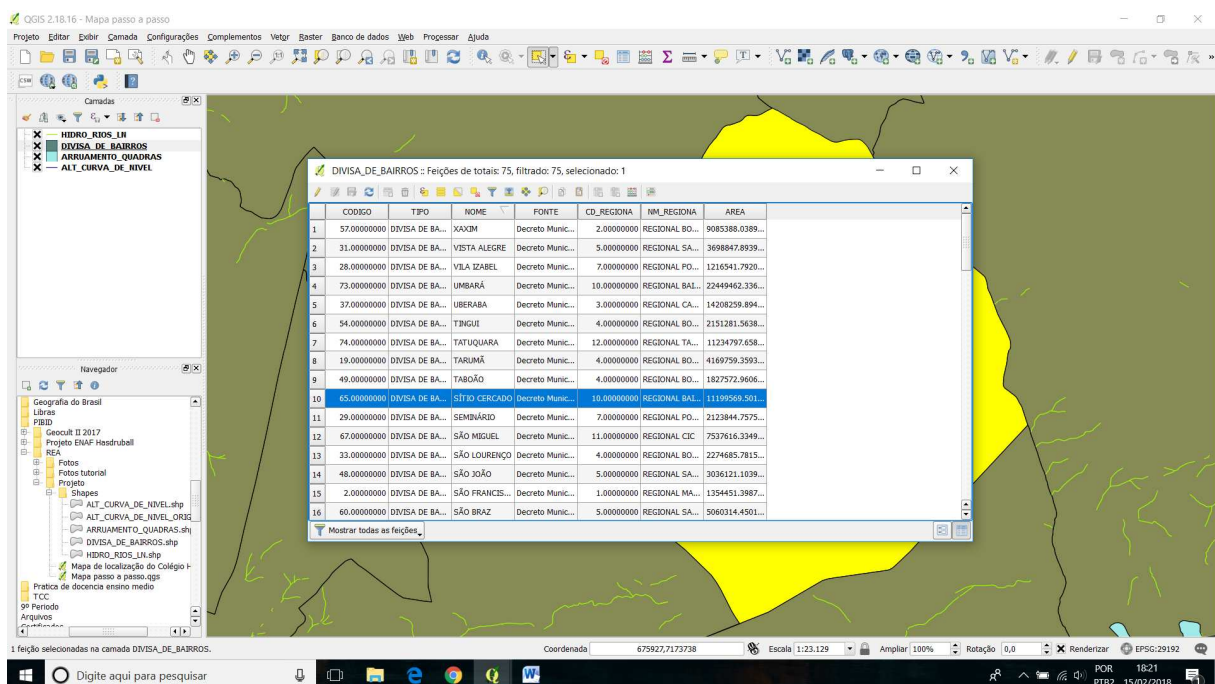 QGIS 2.18.16 - Mapa passo a passo
Projeto Editar Exibir Camada Configurações Complementos Vetor Raster Banco de dados Web Processar Ajuda
CSW
Camadas
HIDRO_RIOS_LN
DIVISA_DE_BAIRROS
ARRUAMENTO_QUADRAS
ALT_CURVA_DE_NIVEL
DIVISA_DE_BAIRROS :: Feições de totais: 75, filtrado: 75, selecionado: 1
CODIGO TIPO NOME FONTE CD_REGIONA NM_REGIONA AREA
1 57.00000000 DIVISA DE BA... XAXIM Decreto Munic... 2.00000000 REGIONAL BO... 9085388.0389...
2 31.00000000 DIVISA DE BA... VISTA ALEGRE Decreto Munic... 5.00000000 REGIONAL SA... 3698847.8939...
3 28.00000000 DIVISA DE BA... VILA IZABEL Decreto Munic... 7.00000000 REGIONAL PO... 1216541.7920...
4 73.00000000 DIVISA DE BA... UMBARÁ Decreto Munic... 10.00000000 REGIONAL BAI... 22449462.336...
5 37.00000000 DIVISA DE BA... UBERABA Decreto Munic... 3.00000000 REGIONAL CA... 14208259.894...
6 54.00000000 DIVISA DE BA... TINGUI Decreto Munic... 4.00000000 REGIONAL BO... 2151281.5638...
7 74.00000000 DIVISA DE BA... TATUQUARA Decreto Munic... 12.00000000 REGIONAL TA... 11234797.658...
8 19.00000000 DIVISA DE BA... TARUMÃ Decreto Munic... 4.00000000 REGIONAL BO... 4169759.3593...
9 49.00000000 DIVISA DE BA... TABOÃO Decreto Munic... 4.00000000 REGIONAL BO... 1827572.9606...
10 65.00000000 DIVISA DE BA... SÍTIO CERCADO Decreto Munic... 10.00000000 REGIONAL BAI... 11199569.501...
11 29.00000000 DIVISA DE BA... SEMINÁRIO Decreto Munic... 7.00000000 REGIONAL PO... 2123844.7575...
12 67.00000000 DIVISA DE BA... SÃO MIGUEL Decreto Munic... 11.00000000 REGIONAL CIC 7537616.3349...
13 33.00000000 DIVISA DE BA... SÃO LOURENÇO Decreto Munic... 4.00000000 REGIONAL BO... 2274685.7815...
14 48.00000000 DIVISA DE BA... SÃO JOÃO Decreto Munic... 5.00000000 REGIONAL SA... 3036121.1039...
15 2.00000000 DIVISA DE BA... SÃO FRANCIS... Decreto Munic... 1.00000000 REGIONAL MA... 1354451.3987...
16 60.00000000 DIVISA DE BA... SÃO BRAZ Decreto Munic... 5.00000000 REGIONAL SA... 5060314.4501...
Mostrar todas as feições
Navegador
Geografia do Brasil
Libras
PIBID
Geocult II 2017
Projeto ENAF Hasdruball
REA
Fotos
Fotos tutorial
Projeto
Shapes
ALT_CURVA_DE_NIVEL.shp
ALT_CURVA_DE_NIVEL_ORIG
ARRUAMENTO_QUADRAS.shp
DIVISA_DE_BAIRROS.shp
HIDRO_RIOS_LN.shp
Mapa de localização do Colégio H
Mapa passo a passo.qgs
Pratica de docencia ensino medio
TCC
9º Periodo
Arquivos
1 feição selecionadas na camada DIVISA_DE_BAIRROS.
Coordenada 675927,7173738 Escala 1:23.129 Ampliar 100% Rotação 0,0 Renderizar EPSG:29192
Digite aqui para pesquisar
POR 18:21
PTB2 15/02/2018